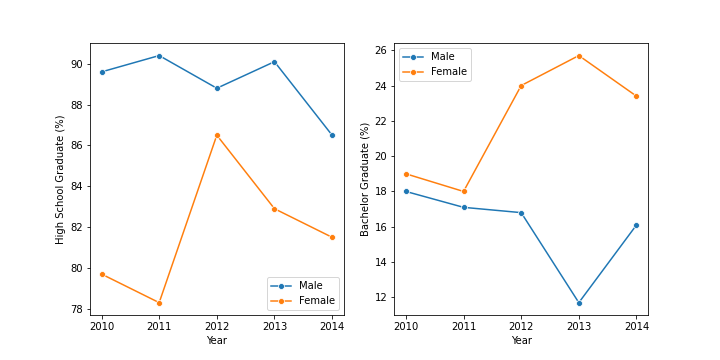 High School Graduate (%)
90
88
86
84
82
80
78
Male
Female
2010 2011 2012 2013 2014
Year
Bachelor Graduate (%)
26
24
22
20
18
16
14
12
Male
Female
2010 2011 2012 2013 2014
Year